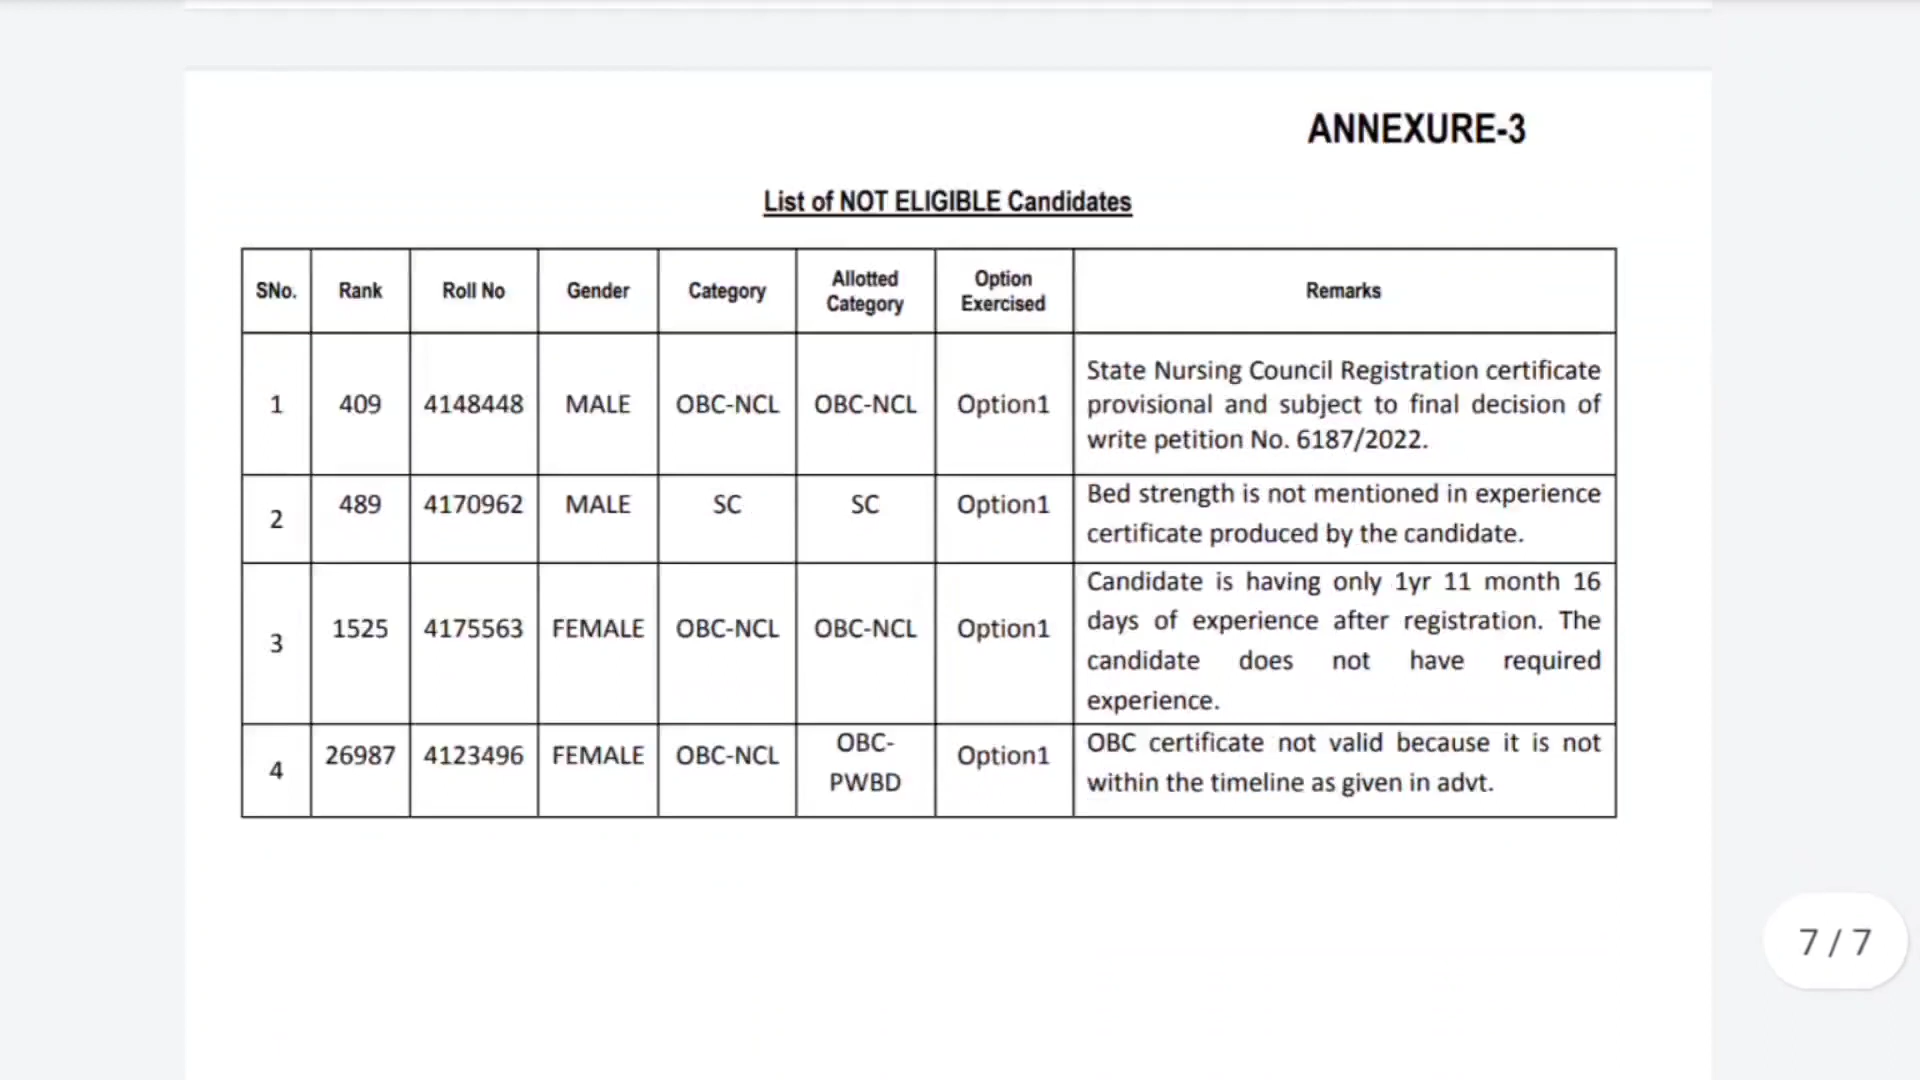 ANNEXURE-3
List of NOT ELIGIBLE Candidates
SNo. Rank Roll No Gender Category Allotted Category Option Exercised Remarks
1 409 4148448 MALE OBC-NCL OBC-NCL Option1 State Nursing Council Registration certificate
provisional and subject to final decision of
write petition No. 6187/2022.
2 489 4170962 MALE SC SC Option1 Bed strength is not mentioned in experience
certificate produced by the candidate.
3 1525 4175563 FEMALE OBC-NCL OBC-NCL Option1 Candidate is having only 1yr 11 month 16
days of experience after registration. The
candidate does not have required
experience.
4 26987 4123496 FEMALE OBC-NCL OBC-PWBD Option1 OBC certificate not valid because it is not
within the timeline as given in advt.
7 / 7